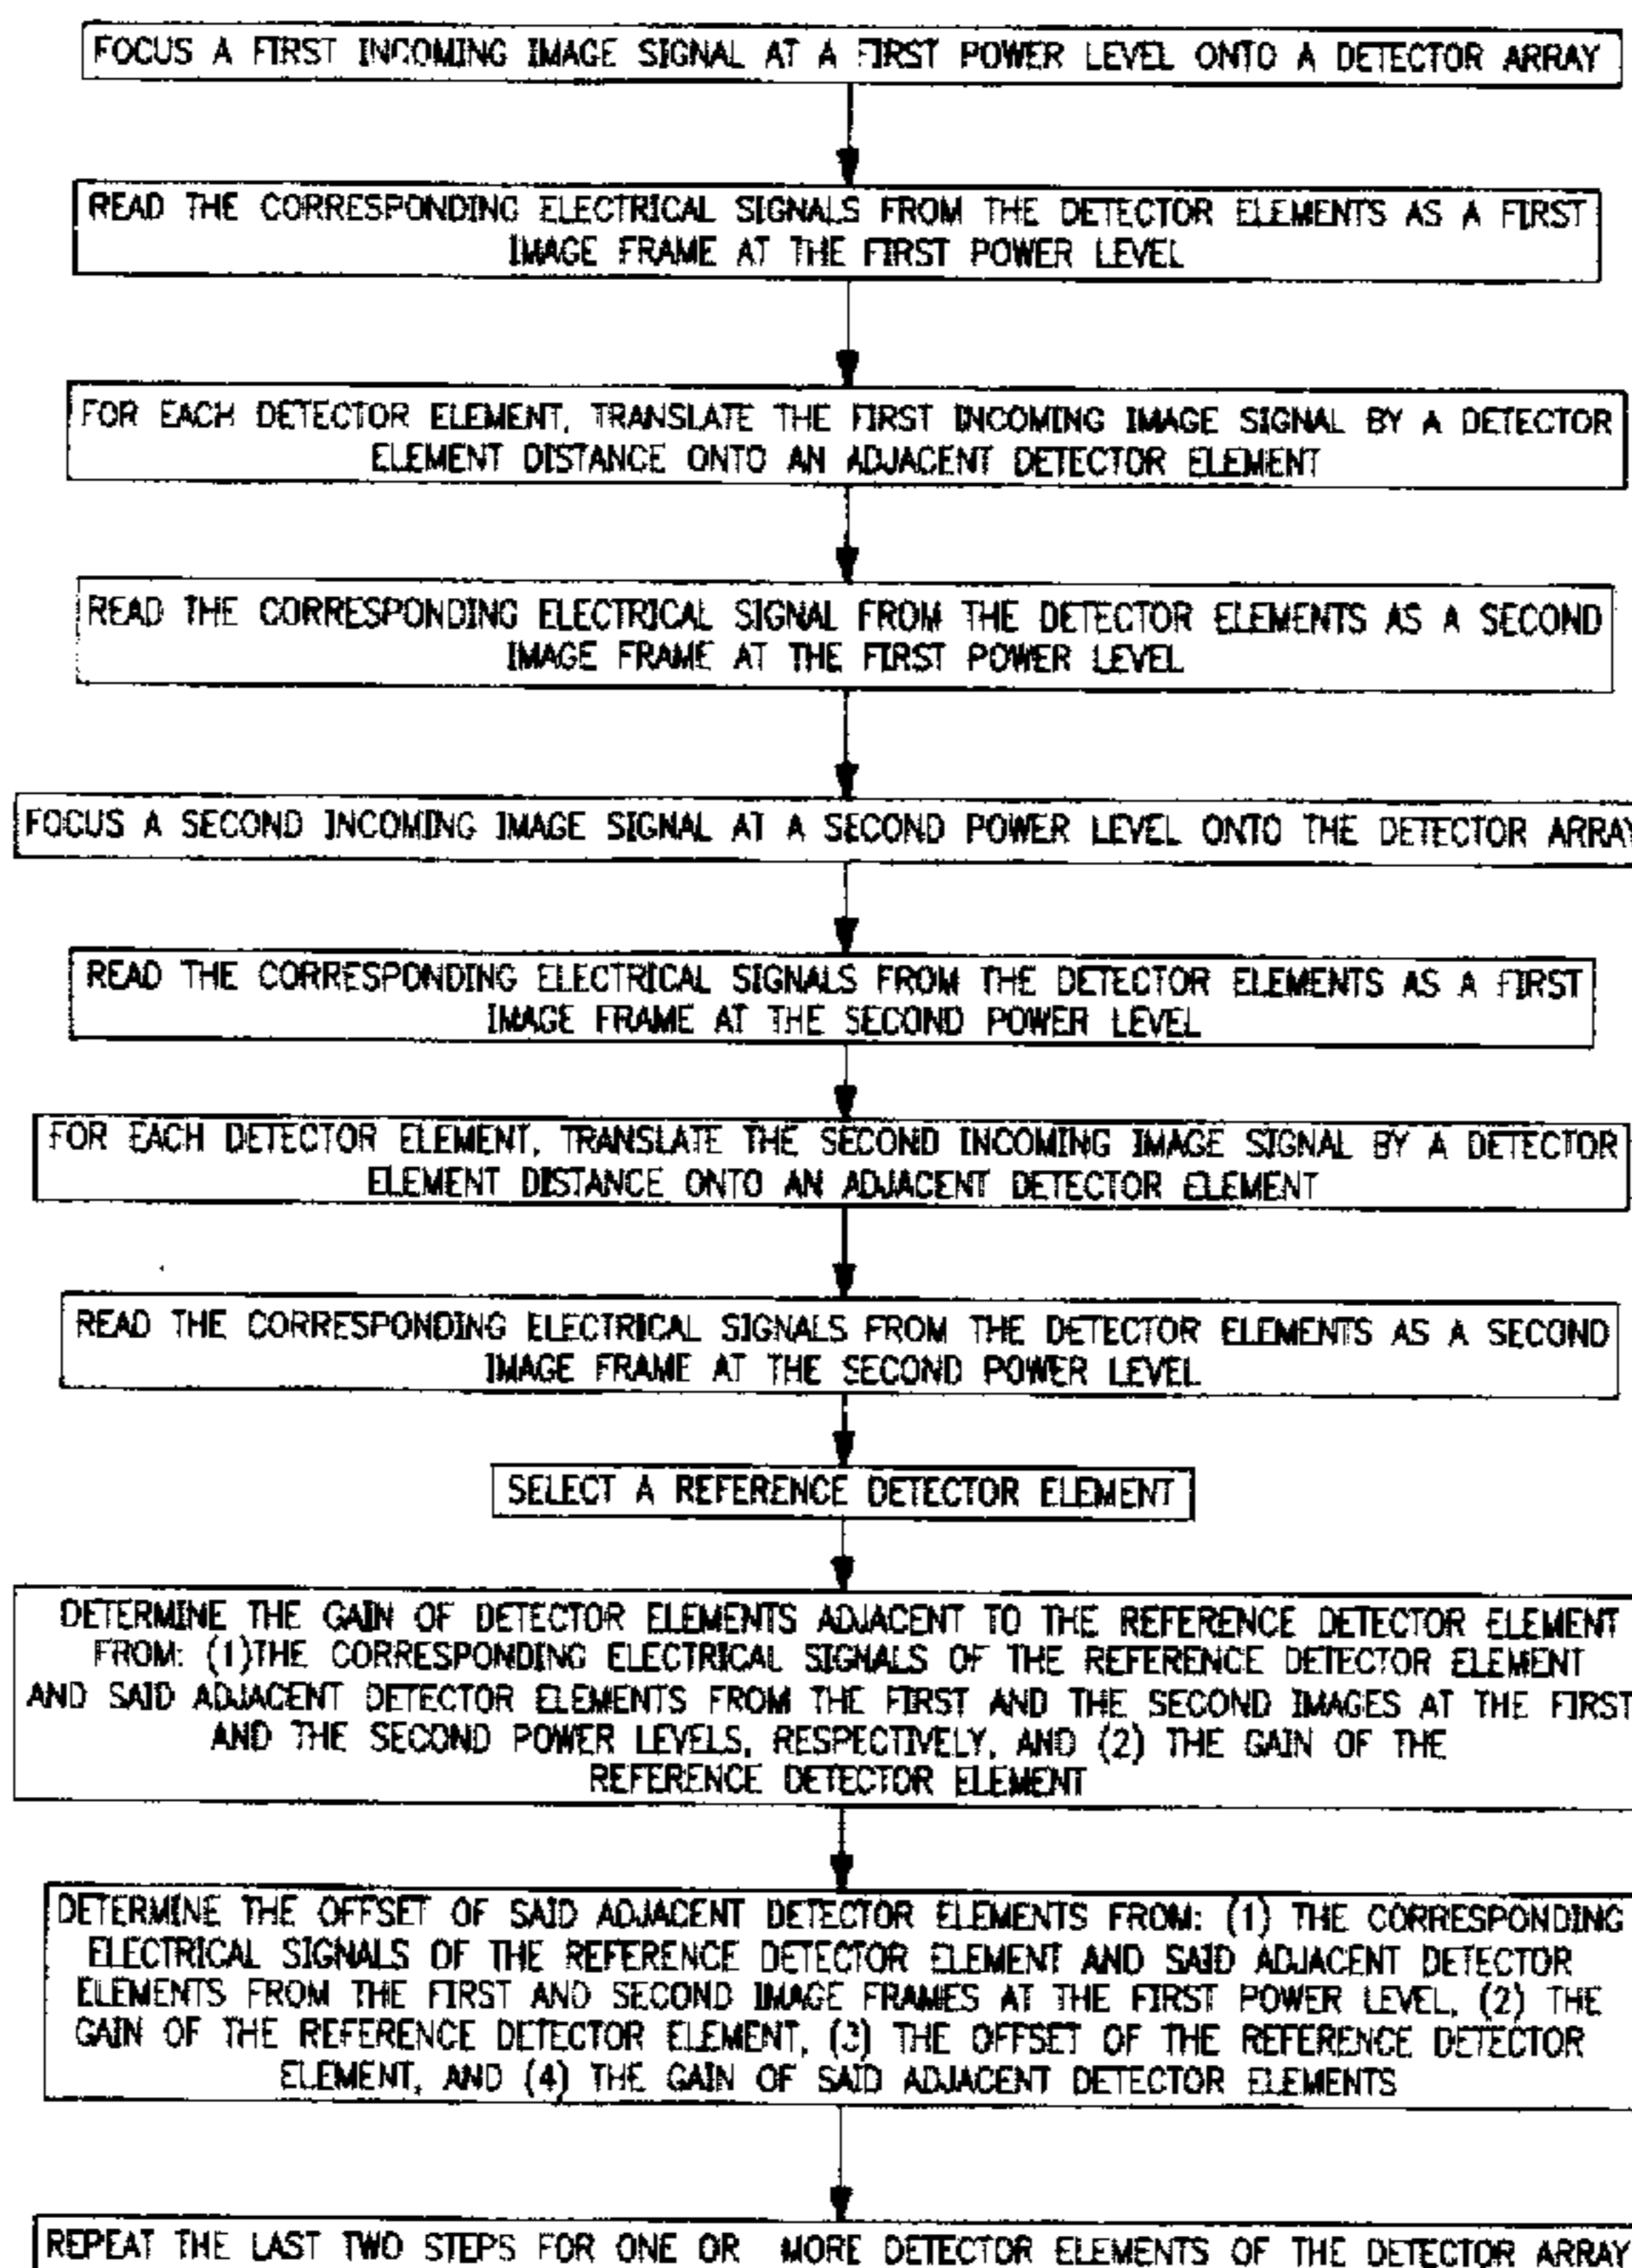 FOCUS A FIRST INCOMING IMAGE SIGNAL AT A FIRST POWER LEVEL ONTO A DETECTOR ARRAY
READ THE CORRESPONDING ELECTRICAL SIGNALS FROM THE DETECTOR ELEMENTS AS A FIRST
IMAGE FRAME AT THE FIRST POWER LEVEL
FOR EACH DETECTOR ELEMENT, TRANSLATE THE FIRST INCOMING IMAGE SIGNAL BY A DETECTOR
ELEMENT DISTANCE ONTO AN ADJACENT DETECTOR ELEMENT
READ THE CORRESPONDING ELECTRICAL SIGNAL FROM THE DETECTOR ELEMENTS AS A SECOND
IMAGE FRAME AT THE FIRST POWER LEVEL
FOCUS A SECOND INCOMING IMAGE SIGNAL AT A SECOND POWER LEVEL ONTO THE DETECTOR ARRAY
READ THE CORRESPONDING ELECTRICAL SIGNALS FROM THE DETECTOR ELEMENTS AS A FIRST
IMAGE FRAME AT THE SECOND POWER LEVEL
FOR EACH DETECTOR ELEMENT, TRANSLATE THE SECOND INCOMING IMAGE SIGNAL BY A DETECTOR
ELEMENT DISTANCE ONTO AN ADJACENT DETECTOR ELEMENT
READ THE CORRESPONDING ELECTRICAL SIGNALS FROM THE DETECTOR ELEMENTS AS A SECOND
IMAGE FRAME AT THE SECOND POWER LEVEL
SELECT A REFERENCE DETECTOR ELEMENT
DETERMINE THE GAIN OF DETECTOR ELEMENTS ADJACENT TO THE REFERENCE DETECTOR ELEMENT
FROM: (1)THE CORRESPONDING ELECTRICAL SIGNALS OF THE REFERENCE DETECTOR ELEMENT
AND SAID ADJACENT DETECTOR ELEMENTS FROM THE FIRST AND THE SECOND IMAGES AT THE FIRST
AND THE SECOND POWER LEVELS, RESPECTIVELY, AND (2) THE GAIN OF THE
REFERENCE DETECTOR ELEMENT
DETERMINE THE OFFSET OF SAID ADJACENT DETECTOR ELEMENTS FROM: (1) THE CORRESPONDING
ELECTRICAL SIGNALS OF THE REFERENCE DETECTOR ELEMENT AND SAID ADJACENT DETECTOR
ELEMENTS FROM THE FIRST AND SECOND IMAGE FRAMES AT THE FIRST POWER LEVEL, (2) THE
GAIN OF THE REFERENCE DETECTOR ELEMENT, (3) THE OFFSET OF THE REFERENCE DETECTOR
ELEMENT, AND (4) THE GAIN OF SAID ADJACENT DETECTOR ELEMENTS
REPEAT THE LAST TWO STEPS FOR ONE OR MORE DETECTOR ELEMENTS OF THE DETECTOR ARRAY